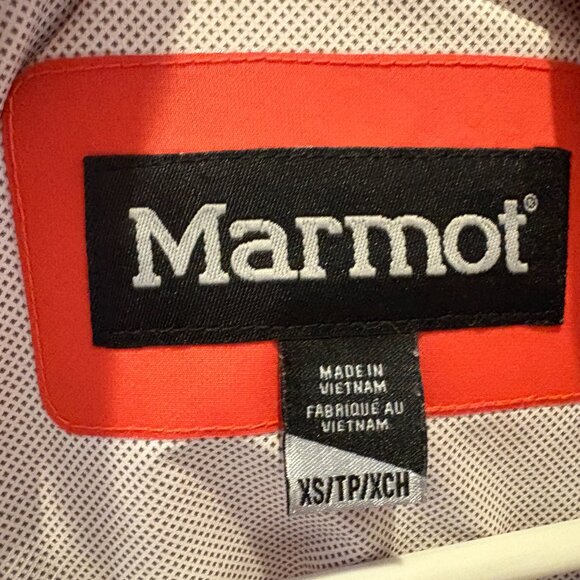 Marmot®
MADE IN
VIETNAM
FABRIQUÉ AU
VIETNAM
XS/TP/XCH